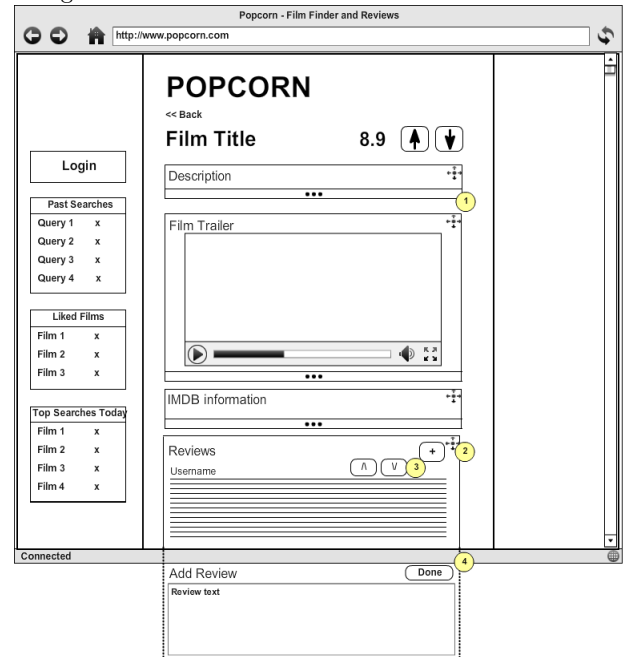 Popcorn - Film Finder and Reviews
http://www.popcorn.com
POPCORN
<< Back
Film Title 8.9
Login
Past Searches
Query 1 x
Query 2 x
Query 3 x
Query 4 x
Liked Films
Film 1 x
Film 2 x
Film 3 x
Top Searches Today
Film 1 x
Film 2 x
Film 3 x
Film 4 x
Description
1
Film Trailer
IMDB information
Reviews + 2
Username /\ \/ 3
Connected
4
Add Review Done
Review text